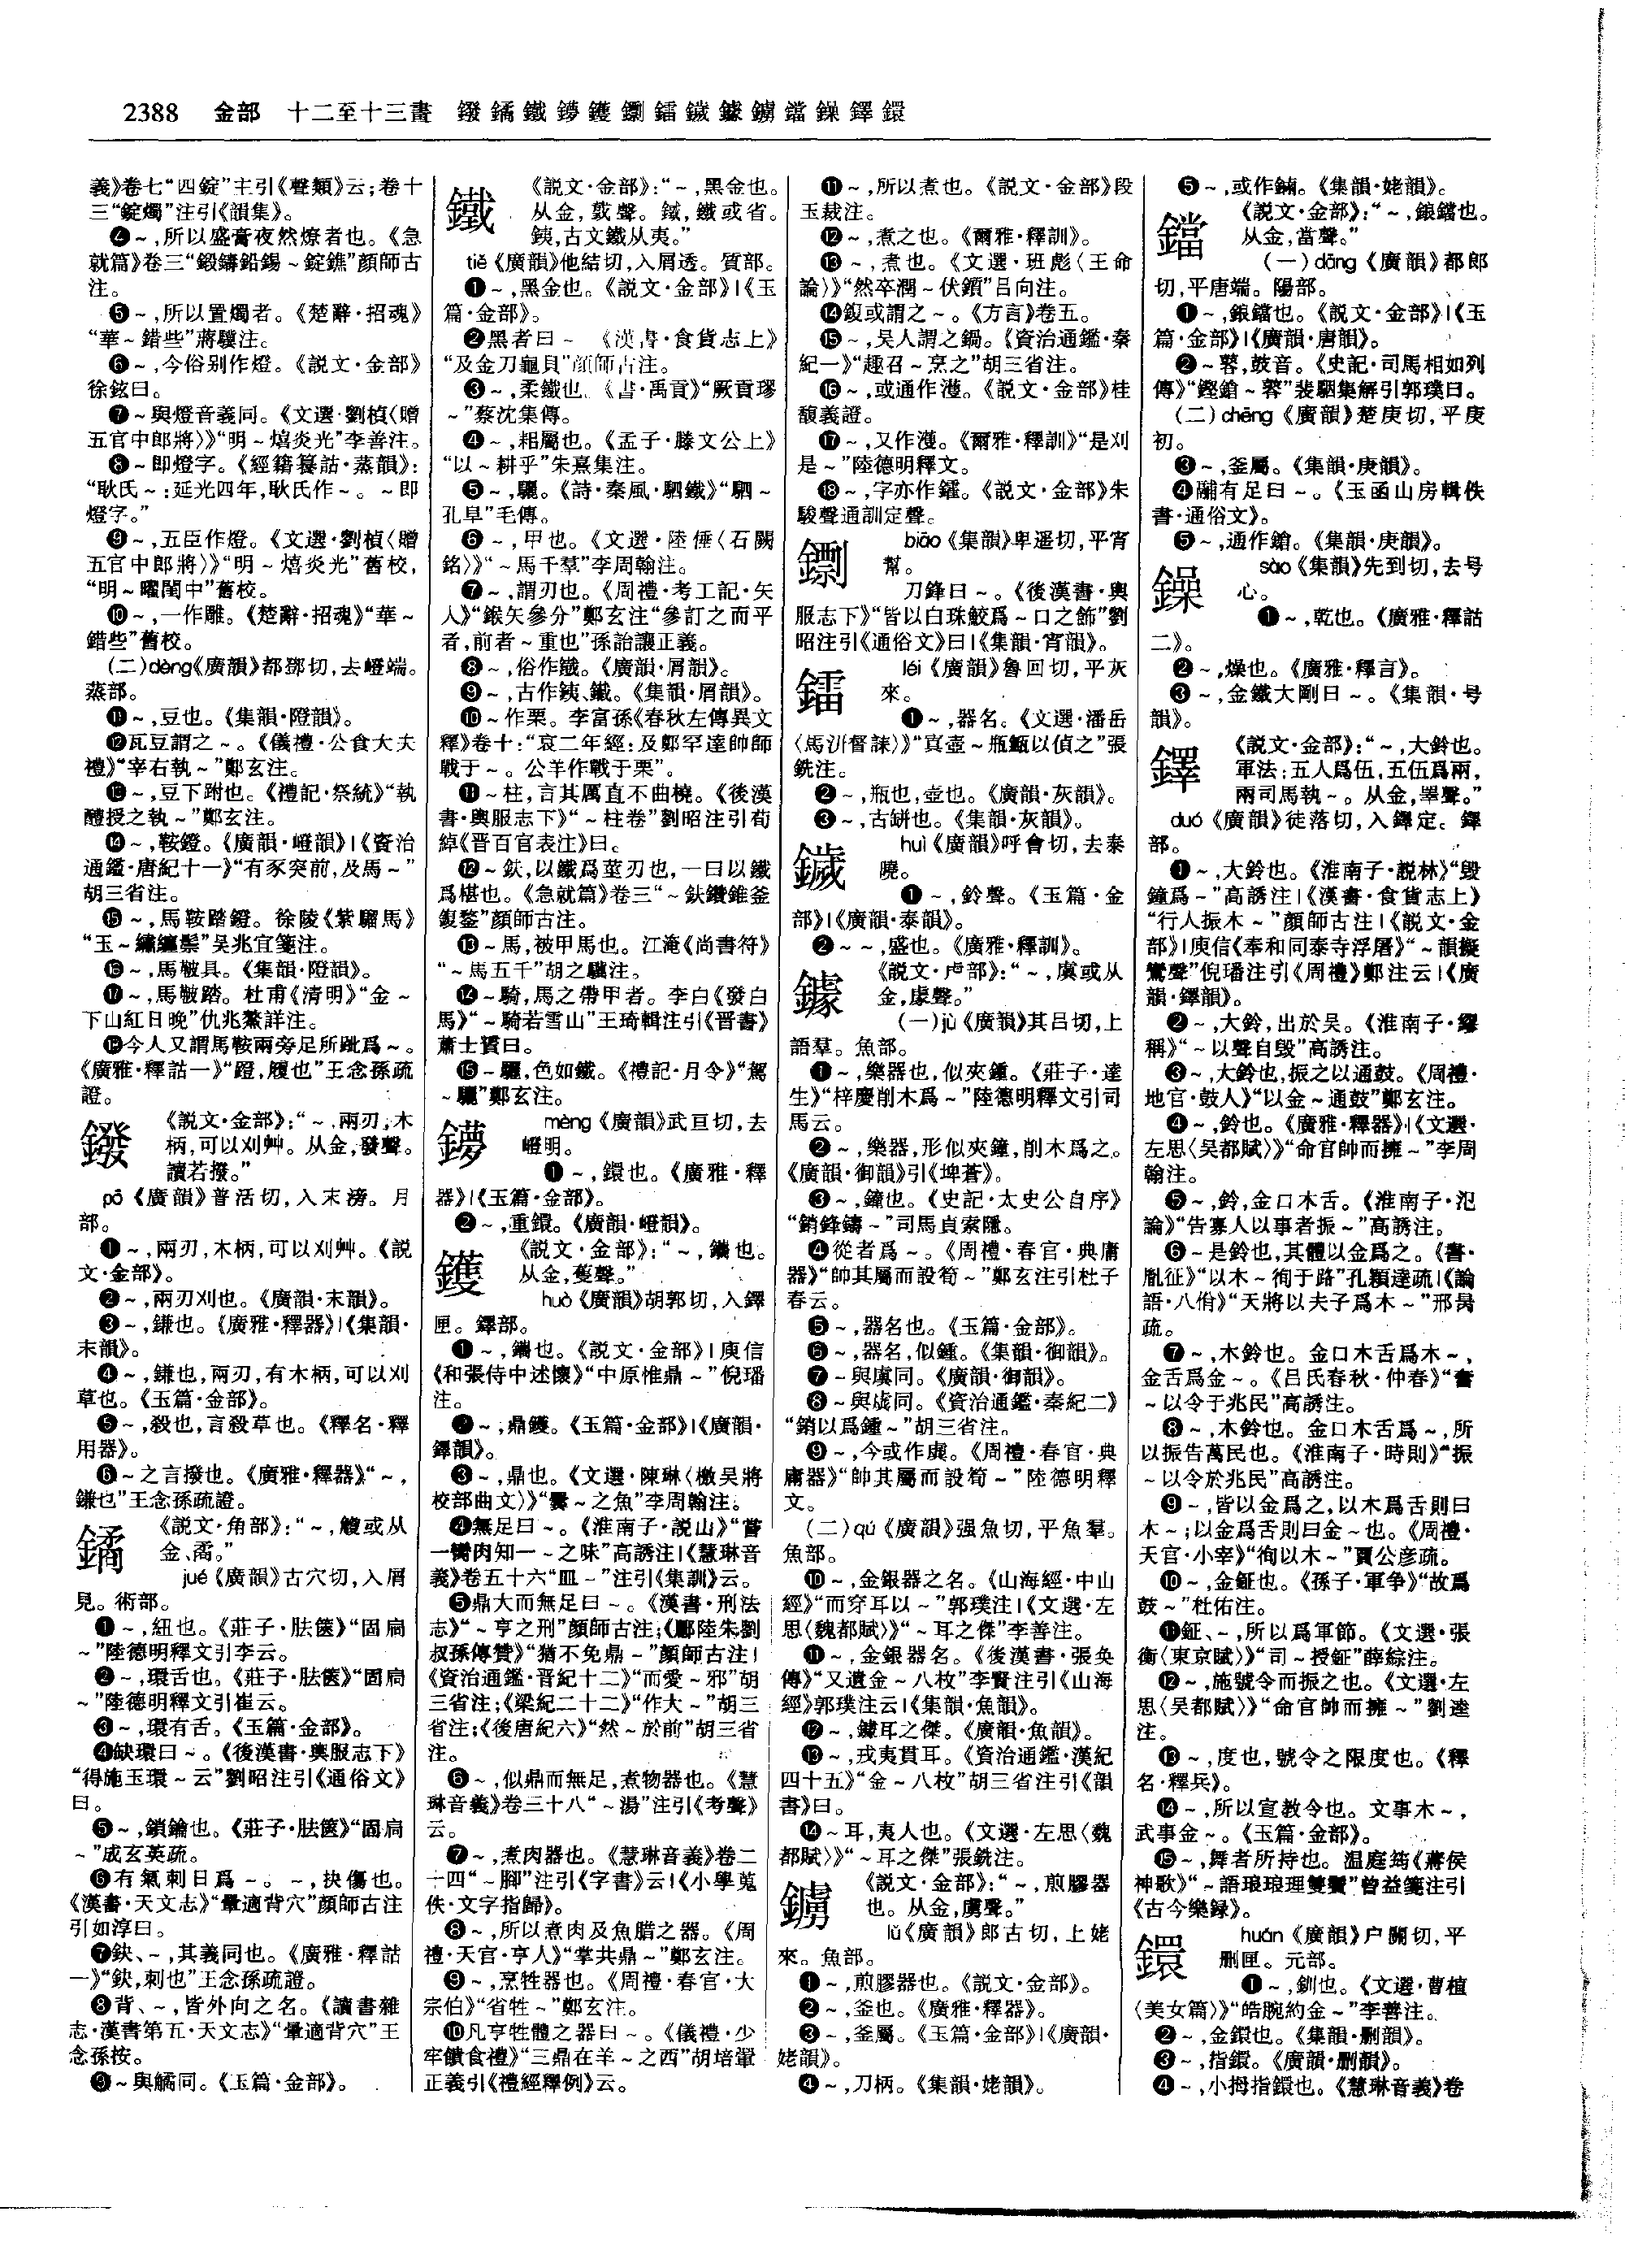 2388 金部 十二至十三畫 鏺鐍鐵鐒鑊鐗鐳鐬鐻鐪鐺鐰鐸鐶
義》卷七“四錠”主引《聲類》云;卷十
三“錠燭”注引《韻集》。
❹~,所以盛膏夜然燎者也。《急
就篇》卷三“鍛鑄鉛錫~錠鐎”顏師古
注。
❺~,所以置燭者。《楚辭·招魂》
“華~錯些”蔣驥注。
❻~,今俗别作燈。《説文·金部》
徐鉉曰。
❼~與燈音義同。《文選·劉楨〈贈
五官中郎將〉》“明~熺炎光”李善注。
❽~即燈字。《經籍籑詁·蒸韻》:
“耿氏~:延光四年,耿氏作~。~即
燈字。”
❾~,五臣作燈。《文選·劉楨〈贈
五官中郎將〉》“明~熺炎光”舊校,
“明~曜閨中”舊校。
❿~,一作雕。《楚辭·招魂》“華~
錯些”舊校。
(二)dèng《廣韻》都鄧切,去嶝端。
蒸部。
⓫~,豆也。《集韻·隥韻》。
⓬瓦豆謂之~。《儀禮·公食大夫
禮》“宰右執~”鄭玄注。
⓭~,豆下跗也。《禮記·祭統》“執
醴授之執~”鄭玄注。
⓮~,鞍鐙。《廣韻·嶝韻》|《資治
通鑑·唐紀十一》“有豕突前,及馬~”
胡三省注。
⓯~,馬鞍踏鐙。徐陵《紫騮馬》
“玉~繡纏鬃”吴兆宜箋注。
⓰~,馬鞁具。《集韻·隥韻》。
⓱~,馬鞁踏。杜甫《清明》“金~
下山紅日晚”仇兆鰲詳注。
⓲今人又謂馬鞍兩旁足所跐爲~。
《廣雅·釋詁一》“蹬,履也”王念孫疏
證。
鏺 《説文·金部》:“~,兩刃,木
柄,可以刈艸。从金,發聲。
讀若撥。”
pō《廣韻》普活切,入末滂。月
部。
❶~,兩刃,木柄,可以刈艸。《説
文·金部》。
❷~,兩刃刈也。《廣韻·末韻》。
❸~,鎌也。《廣雅·釋器》|《集韻·
末韻》。
❹~,鎌也,兩刃,有木柄,可以刈
草也。《玉篇·金部》。
❺~,殺也,言殺草也。《釋名·釋
用器》。
❻~之言撥也。《廣雅·釋器》“~,
鎌也”王念孫疏證。
鐍 《説文·角部》:“~,觼或从
金、矞。”
jué《廣韻》古穴切,入屑
見。術部。
❶~,紐也。《莊子·胠篋》“固扃
~”陸德明釋文引李云。
❷~,環舌也。《莊子·胠篋》“固扃
~”陸德明釋文引崔云。
❸~,環有舌。《玉篇·金部》。
❹缺環曰~。《後漢書·輿服志下》
“得施玉環~云”劉昭注引《通俗文》
曰。
❺~,鎖鑰也。《莊子·胠篋》“固扃
~”成玄英疏。
❻有氣刺日爲~。~,抉傷也。
《漢書·天文志》“暈適背穴”顏師古注
引如淳曰。
❼鈌、~,其義同也。《廣雅·釋詁
一》“鈌,刺也”王念孫疏證。
❽背、~,皆外向之名。《讀書雜
志·漢書第五·天文志》“暈適背穴”王
念孫按。
❾~與觼同。《玉篇·金部》。
鐵 《説文·金部》:“~,黑金也。
从金,𢧜聲。鐡,鐵或省。
銕,古文鐵从夷。”
tiě《廣韻》他結切,入屑透。質部。
❶~,黑金也。《説文·金部》|《玉
篇·金部》。
❷黑者曰~ 《漢書·食貨志上》
“及金刀龜貝”顏師古注。
❸~,柔鐵也。《書·禹貢》“厥貢璆
~”蔡沈集傳。
❹~,耜屬也。《孟子·滕文公上》
“以~耕乎”朱熹集注。
❺~,驪。《詩·秦風·駟鐵》“駟~
孔阜”毛傳。
❻~,甲也。《文選·陸倕〈石闕
銘〉》“~馬千羣”李周翰注。
❼~,謂刃也。《周禮·考工記·矢
人》“鍭矢參分”鄭玄注“參訂之而平
者,前者~重也”孫詒讓正義。
❽~,俗作鐡。《廣韻·屑韻》。
❾~,古作銕、鐡。《集韻·屑韻》。
❿~作栗。李富孫《春秋左傳異文
釋》卷十:“哀二年經:及鄭罕達帥師
戰于~。公羊作戰于栗”。
⓫~柱,言其厲直不曲橈。《後漢
書·輿服志下》“~柱卷”劉昭注引荀
綽《晋百官表注》曰。
⓬~鈇,以鐵爲莖刃也,一曰以鐵
爲椹也。《急就篇》卷三“~鈇鑽錐釜
鍑鍪”顏師古注。
⓭~馬,被甲馬也。江淹《尚書符》
“~馬五千”胡之驥注。
⓮~騎,馬之帶甲者。李白《發白
馬》“~騎若雪山”王琦輯注引《晋書》
蕭士贇曰。
⓯~驪,色如鐵。《禮記·月令》“駕
~驪”鄭玄注。
mèng《廣韻》武亘切,去
嶝明。
❶~,鐶也。《廣雅·釋
器》|《玉篇·金部》。
❷~,重鐶。《廣韻·嶝韻》。
鑊 《説文·金部》:“~,鑴也。
从金,蒦聲。”
huò《廣韻》胡郭切,入鐸
匣。鐸部。
❶~,鑴也。《説文·金部》|庾信
《和張侍中述懷》“中原惟鼎~”倪璠
注。
❷~,鼎鑊。《玉篇·金部》|《廣韻·
鐸韻》。
❸~,鼎也。《文選·陳琳〈檄吴將
校部曲文〉》“爨~之魚”李周翰注。
❹無足曰~。《淮南子·説山》“嘗
一臠肉知一~之味”高誘注|《慧琳音
義》卷五十六“皿~”注引《集訓》云。
❺鼎大而無足曰~。《漢書·刑法
志》“~亨之刑”顏師古注;《酈陸朱劉
叔孫傳贊》“猶不免鼎~”顏師古注|
《資治通鑑·晋紀十二》“而愛~邪”胡
三省注;《梁紀二十二》“作大~”胡三
省注;《後唐紀六》“然~於前”胡三省
注。
❻~,似鼎而無足,煮物器也。《慧
琳音義》卷三十八“~湯”注引《考聲》
云。
❼~,煮肉器也。《慧琳音義》卷二
十四“~腳”注引《字書》云|《小學蒐
佚·文字指歸》。
❽~,所以煮肉及魚腊之器。《周
禮·天官·亨人》“掌共鼎~”鄭玄注。
❾~,烹牲器也。《周禮·春官·大
宗伯》“省牲~”鄭玄注。
❿凡亨牲體之器曰~。《儀禮·少
牢饋食禮》“三鼎在羊~之西”胡培翬
正義引《禮經釋例》云。
⓫~,所以煮也。《説文·金部》段
玉裁注。
⓬~,煮之也。《爾雅·釋訓》。
⓭~,煮也。《文選·班彪〈王命
論〉》“然卒潤~伏鑕”吕向注。
⓮鍑或謂之~。《方言》卷五。
⓯~,吴人謂之鍋。《資治通鑑·秦
紀一》“趣召~烹之”胡三省注。
⓰~,或通作濩。《説文·金部》桂
馥義證。
⓱~,又作濩。《爾雅·釋訓》“是刈
是~”陸德明釋文。
⓲~,字亦作鑵。《説文·金部》朱
駿聲通訓定聲。
biāo《集韻》卑遥切,平宵
幫。
刀鋒曰~。《後漢書·輿
服志下》“皆以白珠鮫爲~口之飾”劉
昭注引《通俗文》曰|《集韻·宵韻》。
鐳 léi《廣韻》魯回切,平灰
來。
❶~,器名。《文選·潘岳
〈馬汧督誄〉》“寘壺~瓶甒以偵之”張
銑注。
❷~,瓶也,壺也。《廣韻·灰韻》。
❸~,古缾也。《集韻·灰韻》。
鐬 huì《廣韻》呼會切,去泰
曉。
❶~,鈴聲。《玉篇·金
部》|《廣韻·泰韻》。
❷~~,盛也。《廣雅·釋訓》。
鐻 《説文·虍部》:“~,虡或从
金,豦聲。”
(一)jù《廣韻》其吕切,上
語羣。魚部。
❶~,樂器也,似夾鍾。《莊子·達
生》“梓慶削木爲~”陸德明釋文引司
馬云。
❷~,樂器,形似夾鐘,削木爲之。
《廣韻·御韻》引《埤蒼》。
❸~,鐘也。《史記·太史公自序》
“銷鋒鑄~”司馬貞索隱。
❹從者爲~。《周禮·春官·典庸
器》“帥其屬而設筍~”鄭玄注引杜子
春云。
❺~,器名也。《玉篇·金部》。
❻~,器名,似鍾。《集韻·御韻》。
❼~與虡同。《廣韻·御韻》。
❽~與虡同。《資治通鑑·秦紀二》
“銷以爲鍾~”胡三省注。
❾~,今或作虡。《周禮·春官·典
庸器》“帥其屬而設筍~”陸德明釋
文。
(二)qú《廣韻》强魚切,平魚羣。
魚部。
❿~,金銀器之名。《山海經·中山
經》“而穿耳以~”郭璞注|《文選·左
思〈魏都賦〉》“~耳之傑”李善注。
⓫~,金銀器名。《後漢書·張奂
傳》“又遺金~八枚”李賢注引《山海
經》郭璞注云|《集韻·魚韻》。
⓬~,鐻耳之傑。《廣韻·魚韻》。
⓭~,戎夷貫耳。《資治通鑑·漢紀
四十五》“金~八枚”胡三省注引《韻
書》曰。
⓮~耳,夷人也。《文選·左思〈魏
都賦〉》“~耳之傑”張銑注。
鐪 《説文·金部》:“~,煎膠器
也。从金,虜聲。”
lǔ《廣韻》郎古切,上姥
來。魚部。
❶~,煎膠器也。《説文·金部》。
❷~,釜也。《廣雅·釋器》。
❸~,釜屬。《玉篇·金部》|《廣韻·
姥韻》。
❹~,刀柄。《集韻·姥韻》。
❺~,或作鏀。《集韻·姥韻》。
鐺 《説文·金部》:“~,鋃鐺也。
从金,當聲。”
(一)dāng《廣韻》都郎
切,平唐端。陽部。
❶~,鋃鐺也。《説文·金部》|《玉
篇·金部》|《廣韻·唐韻》。
❷~鼛,鼓音。《史記·司馬相如列
傳》“鏗鎗~鼛”裴駰集解引郭璞曰。
(二)chēng《廣韻》楚庚切,平庚
初。
❸~,釜屬。《集韻·庚韻》。
❹鬴有足曰~。《玉函山房輯佚
書·通俗文》。
❺~,通作鎗。《集韻·庚韻》。
鐰 sào《集韻》先到切,去号
心。
❶~,乾也。《廣雅·釋詁
二》。
❷~,燥也。《廣雅·釋言》。
❸~,金鐵大剛曰~。《集韻·号
韻》。
鐸 《説文·金部》:“~,大鈴也。
軍法:五人爲伍,五伍爲兩,
兩司馬執~。从金,睪聲。”
duó《廣韻》徒落切,入鐸定。鐸
部。
❶~,大鈴也。《淮南子·説林》“毁
鐘爲~”高誘注|《漢書·食貨志上》
“行人振木~”顏師古注|《説文·金
部》|庾信《奉和同泰寺浮屠》“~韻擬
鸞聲”倪璠注引《周禮》鄭注云|《廣
韻·鐸韻》。
❷~,大鈴,出於吴。《淮南子·繆
稱》“~以聲自毁”高誘注。
❸~,大鈴也,振之以通鼓。《周禮·
地官·鼓人》“以金~通鼓”鄭玄注。
❹~,鈴也。《廣雅·釋器》|《文選·
左思〈吴都賦〉》“命官帥而擁~”李周
翰注。
❺~,鈴,金口木舌。《淮南子·氾
論》“告寡人以事者振~”高誘注。
❻~是鈴也,其體以金爲之。《書·
胤征》“以木~徇于路”孔穎達疏|《論
語·八佾》“天將以夫子爲木~”邢昺
疏。
❼~,木鈴也。金口木舌爲木~,
金舌爲金~。《吕氏春秋·仲春》“奮
~以令于兆民”高誘注。
❽~,木鈴也。金口木舌爲~,所
以振告萬民也。《淮南子·時則》“振
~以令於兆民”高誘注。
❾~,皆以金爲之,以木爲舌則曰
木~;以金爲舌則曰金~也。《周禮·
天官·小宰》“徇以木~”賈公彦疏。
❿~,金鉦也。《孫子·軍争》“故爲
鼓~”杜佑注。
⓫鉦、~,所以爲軍節。《文選·張
衡〈東京賦〉》“司~授鉦”薛綜注。
⓬~,施號令而振之也。《文選·左
思〈吴都賦〉》“命官帥而擁~”劉逵
注。
⓭~,度也,號令之限度也。《釋
名·釋兵》。
⓮~,所以宣教令也。文事木~,
武事金~。《玉篇·金部》。
⓯~,舞者所持也。温庭筠《蔣侯
神歌》“~語琅琅理雙鬢”曾益箋注引
《古今樂録》。
鐶 huán《廣韻》户關切,平
删匣。元部。
❶~,釧也。《文選·曹植
〈美女篇〉》“皓腕約金~”李善注。
❷~,金鐶也。《集韻·删韻》。
❸~,指鐶。《廣韻·删韻》。
❹~,小拇指鐶也。《慧琳音義》卷